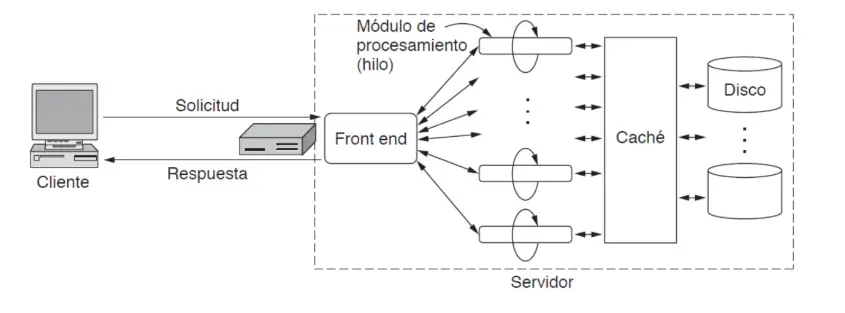 Módulo de
procesamiento
(hilo)
Solicitud
Disco
Front end
Caché
Respuesta
Cliente
Servidor